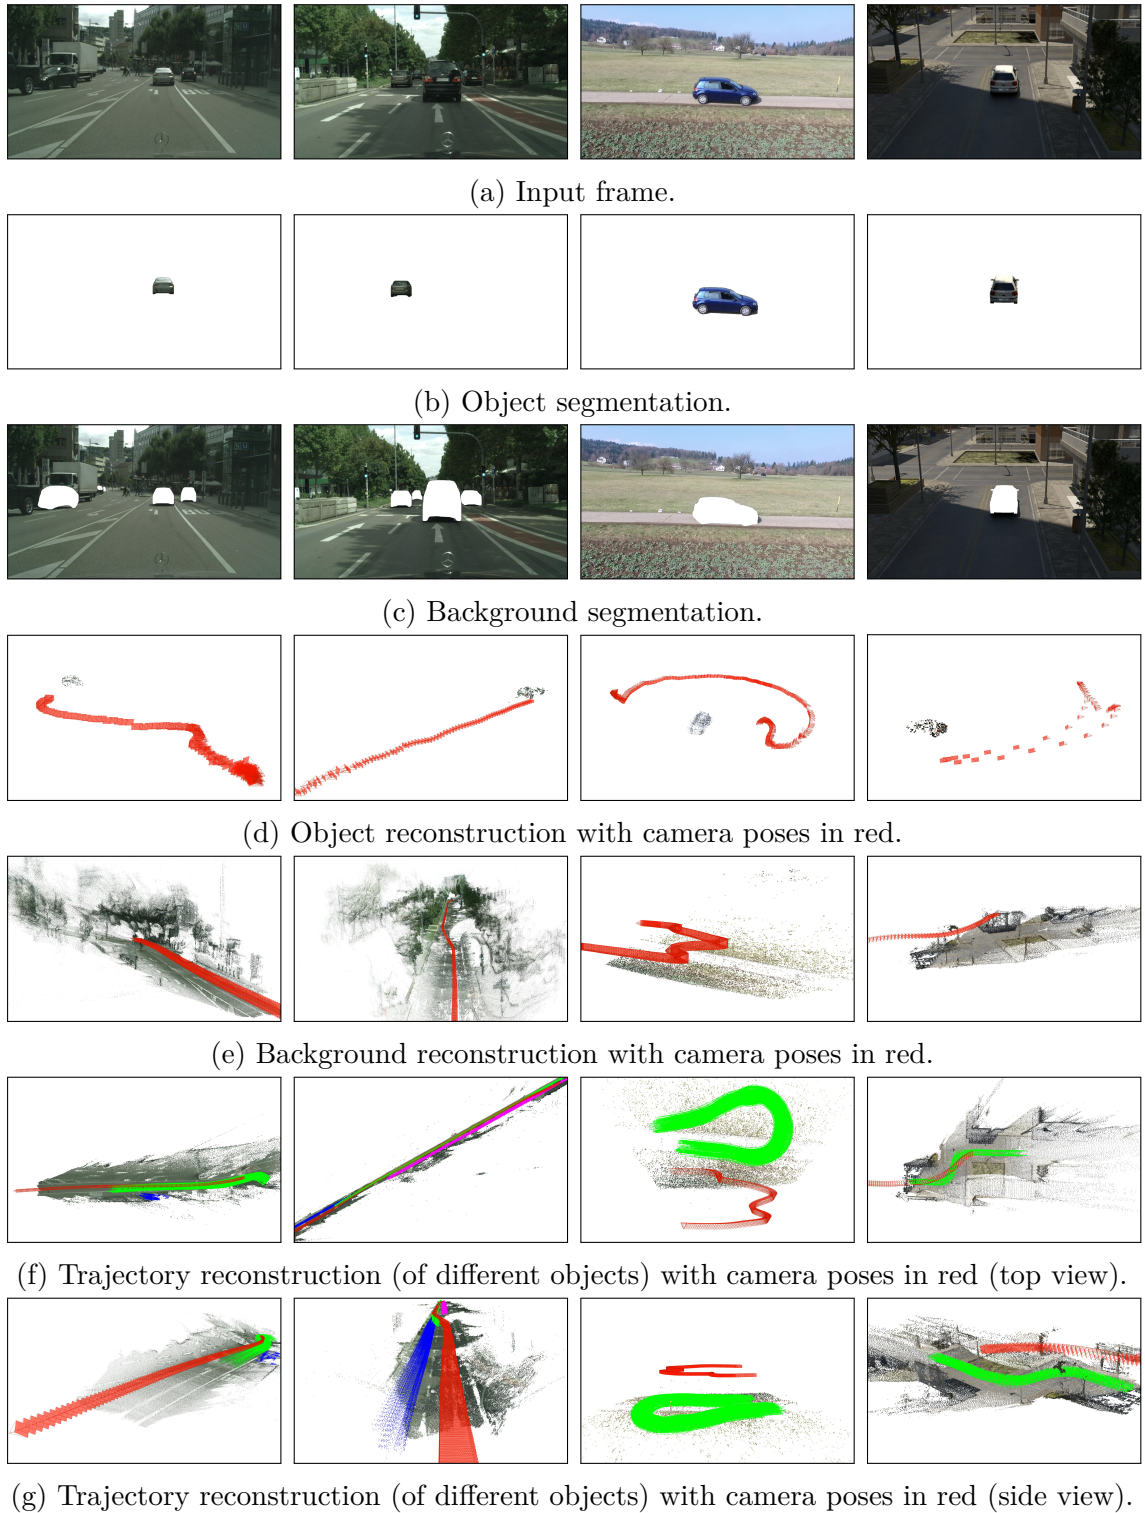 (a) Input frame.
(b) Object segmentation.
(c) Background segmentation.
(d) Object reconstruction with camera poses in red.
(e) Background reconstruction with camera poses in red.
(f) Trajectory reconstruction (of different objects) with camera poses in red (top view).
(g) Trajectory reconstruction (of different objects) with camera poses in red (side view).